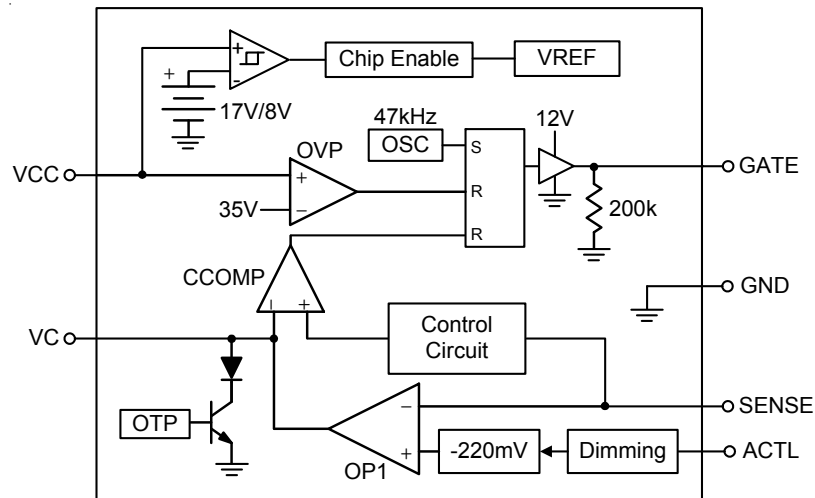 Chip Enable
VREF
+
-
+
17V/8V
47kHz
OSC
12V
OVP
S
VCC
+
R
GATE
35V
−
200k
R
CCOMP
GND
−
+
VC
Control
Circuit
OTP
−
SENSE
+
-220mV
Dimming
ACTL
OP1